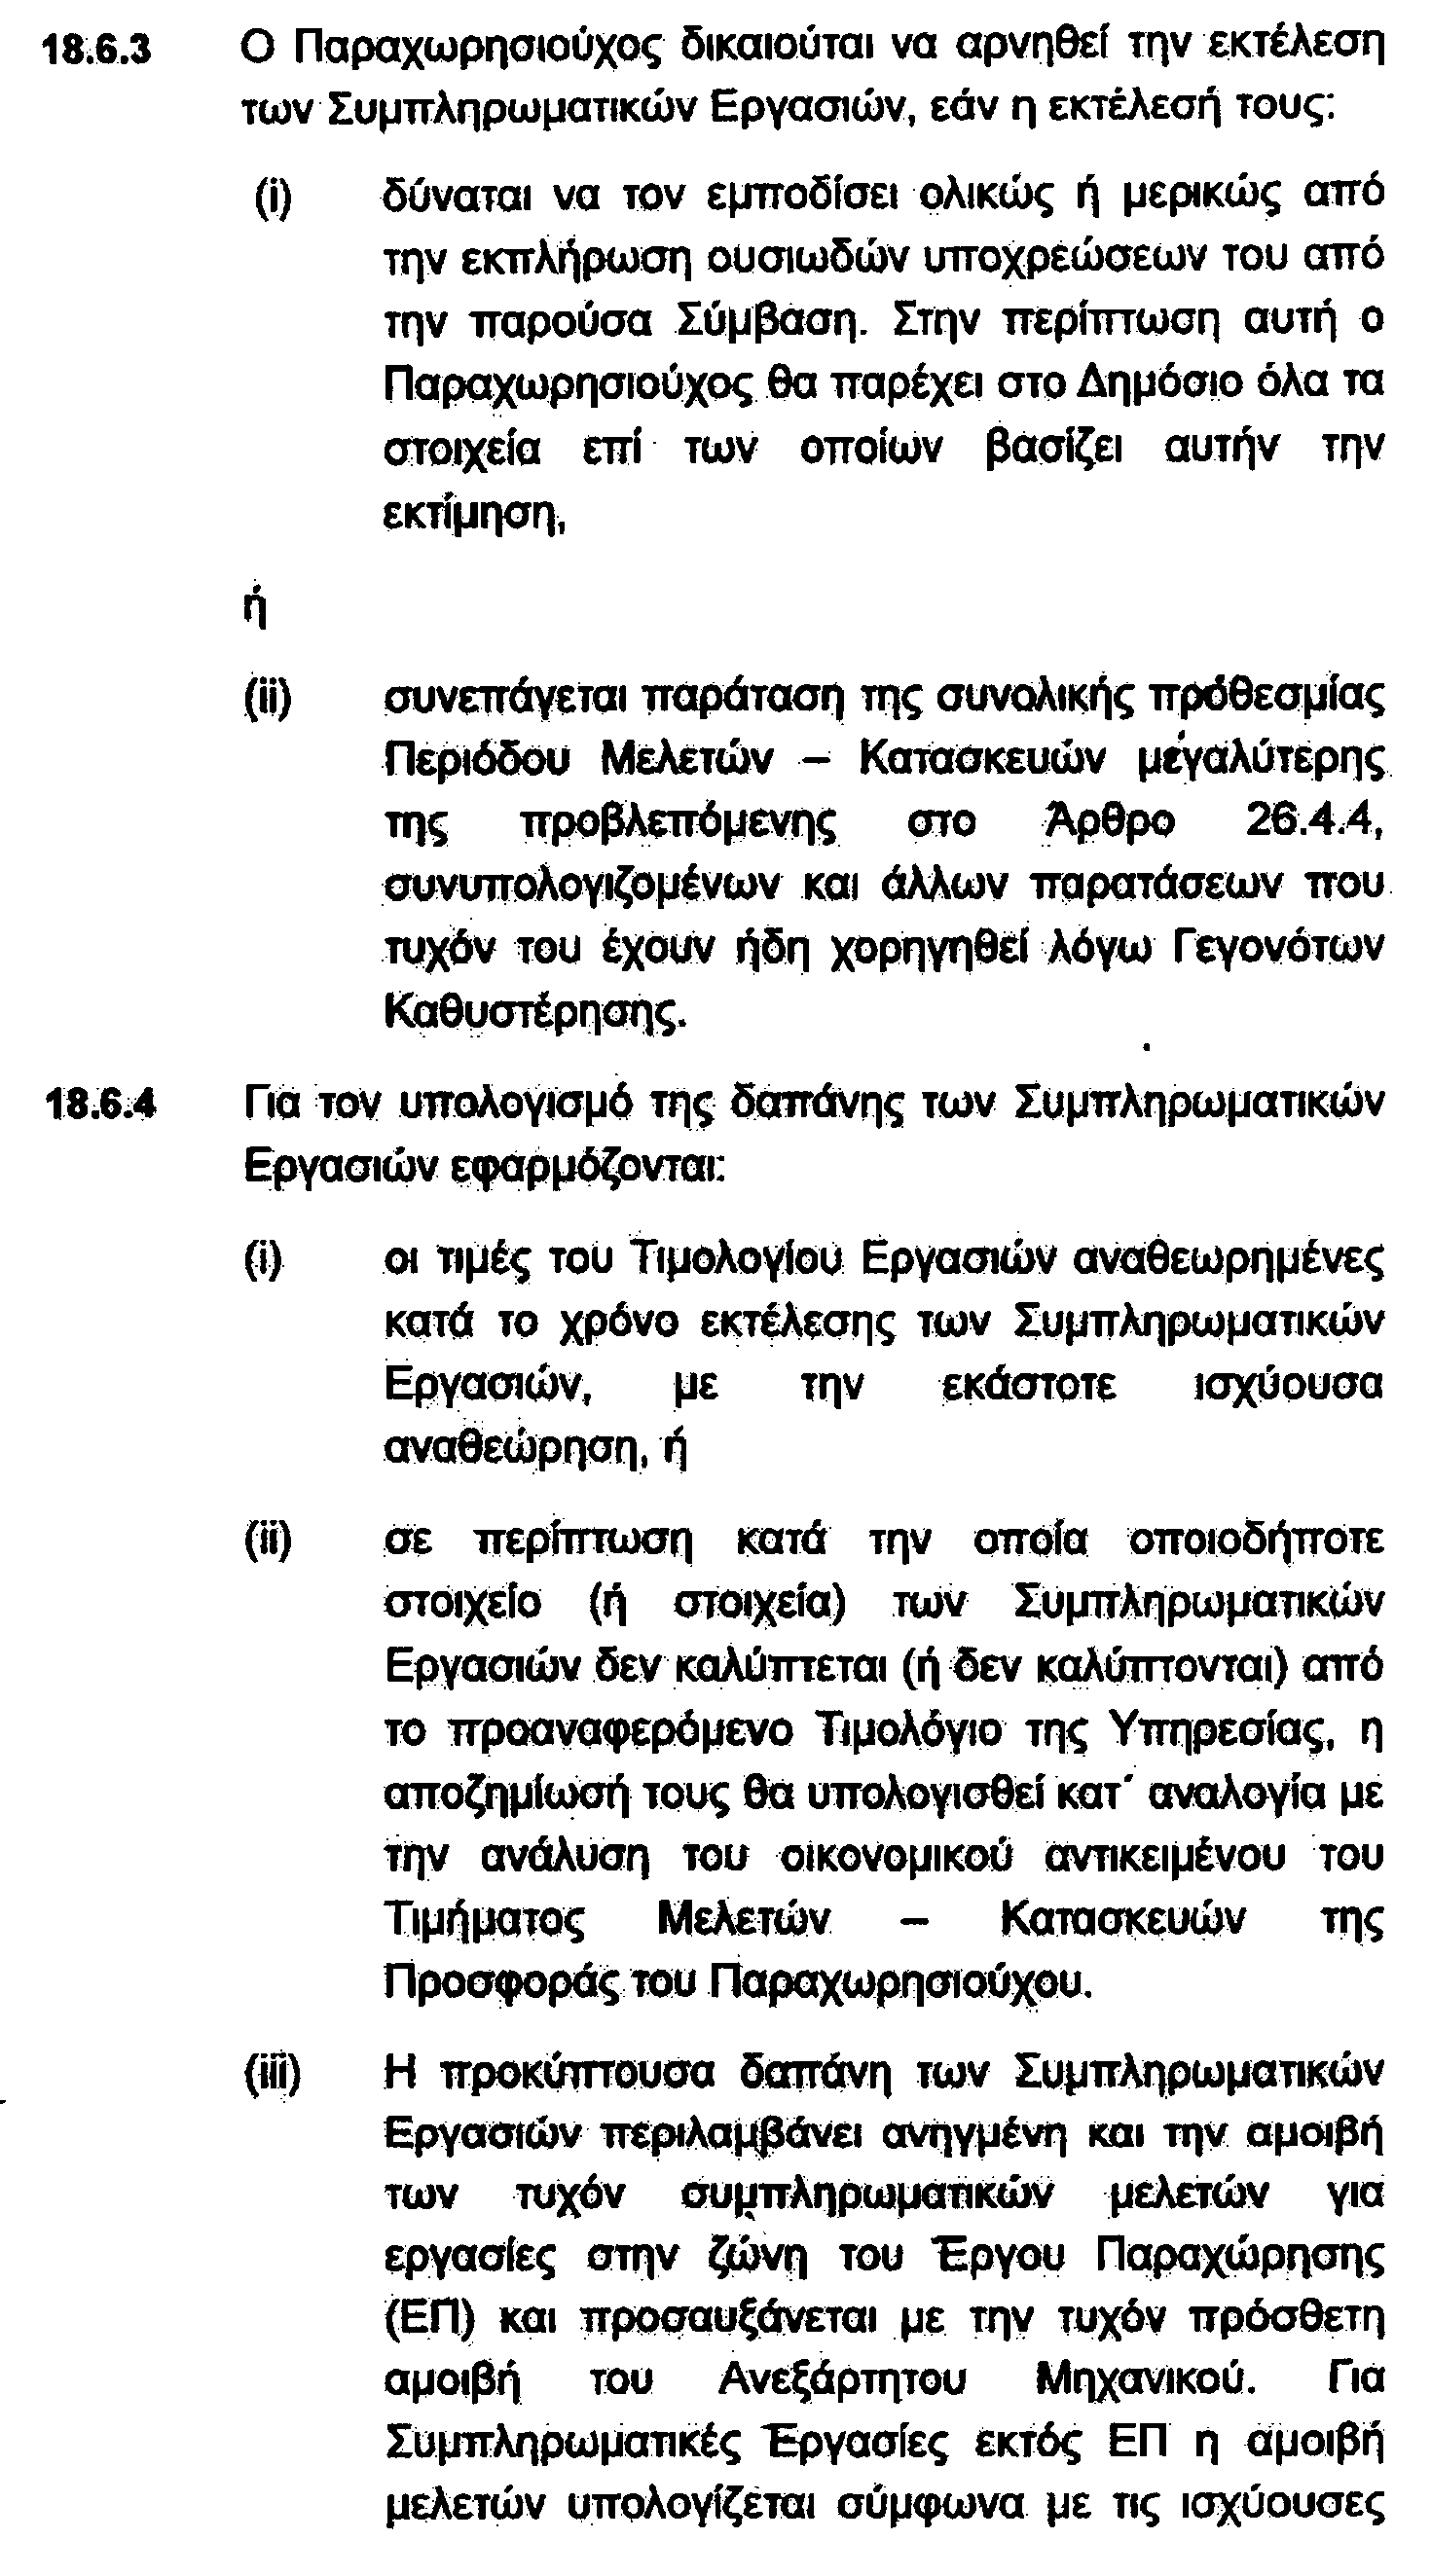 18.6.3 Ο Παραχωρησιούχος δικαιούται να αρνηθεί την εκτέλεση
των Συμπληρωματικών Εργασιών, εάν η εκτέλεσή τους:
(i) δύναται να τον εμποδίσει ολικώς ή μερικώς από
την εκπλήρωση ουσιωδών υποχρεώσεων του από
την παρούσα Σύμβαση. Στην περίπτωση αυτή ο
Παραχωρησιούχος θα παρέχει στο Δημόσιο όλα τα
στοιχεία επί των οποίων βασίζει αυτήν την
εκτίμηση,
ή
(ii) συνεπάγεται παράταση της συνολικής προθεσμίας
Περιόδου Μελετών – Κατασκευών μεγαλύτερης
της προβλεπόμενης στο Άρθρο 26.4.4,
συνυπολογιζομένων και άλλων παρατάσεων που
τυχόν του έχουν ήδη χορηγηθεί λόγω Γεγονότων
Καθυστέρησης.
18.6.4 Για τον υπολογισμό της δαπάνης των Συμπληρωματικών
Εργασιών εφαρμόζονται:
(i) οι τιμές του Τιμολογίου Εργασιών αναθεωρημένες
κατά το χρόνο εκτέλεσης των Συμπληρωματικών
Εργασιών, με την εκάστοτε ισχύουσα
αναθεώρηση, ή
(ii) σε περίπτωση κατά την οποία οποιοδήποτε
στοιχείο (ή στοιχεία) των Συμπληρωματικών
Εργασιών δεν καλύπτεται (ή δεν καλύπτονται) από
το προαναφερόμενο Τιμολόγιο της Υπηρεσίας, η
αποζημίωσή τους θα υπολογισθεί κατ΄ αναλογία με
την ανάλυση του οικονομικού αντικειμένου του
Τιμήματος Μελετών – Κατασκευών της
Προσφοράς του Παραχωρησιούχου.
(iii) Η προκύπτουσα δαπάνη των Συμπληρωματικών
Εργασιών περιλαμβάνει ανηγμένη και την αμοιβή
των τυχόν συμπληρωματικών μελετών για
εργασίες στην ζώνη του Έργου Παραχώρησης
(ΕΠ) και προσαυξάνεται με την τυχόν πρόσθετη
αμοιβή του Ανεξάρτητου Μηχανικού. Για
Συμπληρωματικές Έργασίες εκτός ΕΠ η αμοιβή
μελετών υπολογίζεται σύμφωνα με τις ισχύουσες